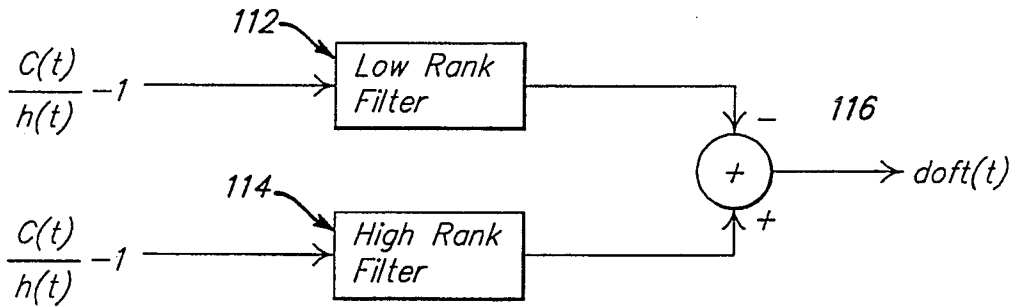 112
C(t)
h(t) -1
Low Rank
Filter
-
116
+
doft(t)
+
114
C(t)
h(t) -1
High Rank
Filter